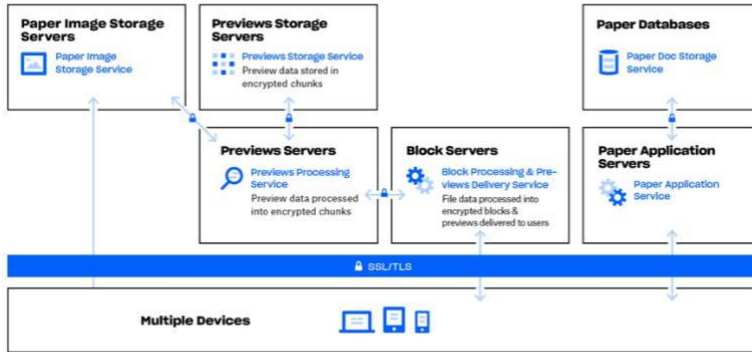 Paper Image Storage
Servers
Paper Image
Storage Service
Previews Storage
Servers
Previews Storage Service
Preview data stored in
encrypted chunks
Paper Databases
Paper Doc Storage
Service
Previews Servers
Previews Processing
Service
Preview data processed
into encrypted chunks
Block Servers
Block Processing & Pre-
views Delivery Service
File data processed into
encrypted blocks &
previews delivered to users
Paper Application
Servers
Paper Application
Service
SSL/TLS
Multiple Devices